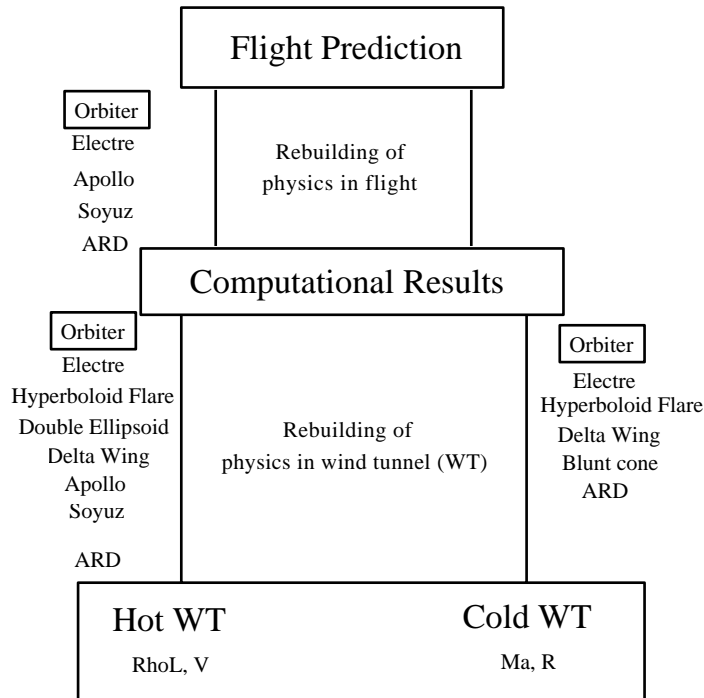 Flight Prediction
Orbiter
Electre
Apollo
Soyuz
ARD
Rebuilding of
physics in flight
Computational Results
Orbiter
Electre
Hyperboloid Flare
Double Ellipsoid
Delta Wing
Apollo
Soyuz
ARD
Rebuilding of
physics in wind tunnel (WT)
Orbiter
Electre
Hyperboloid Flare
Delta Wing
Blunt cone
ARD
Hot WT
RhoL, V
Cold WT
Ma, R